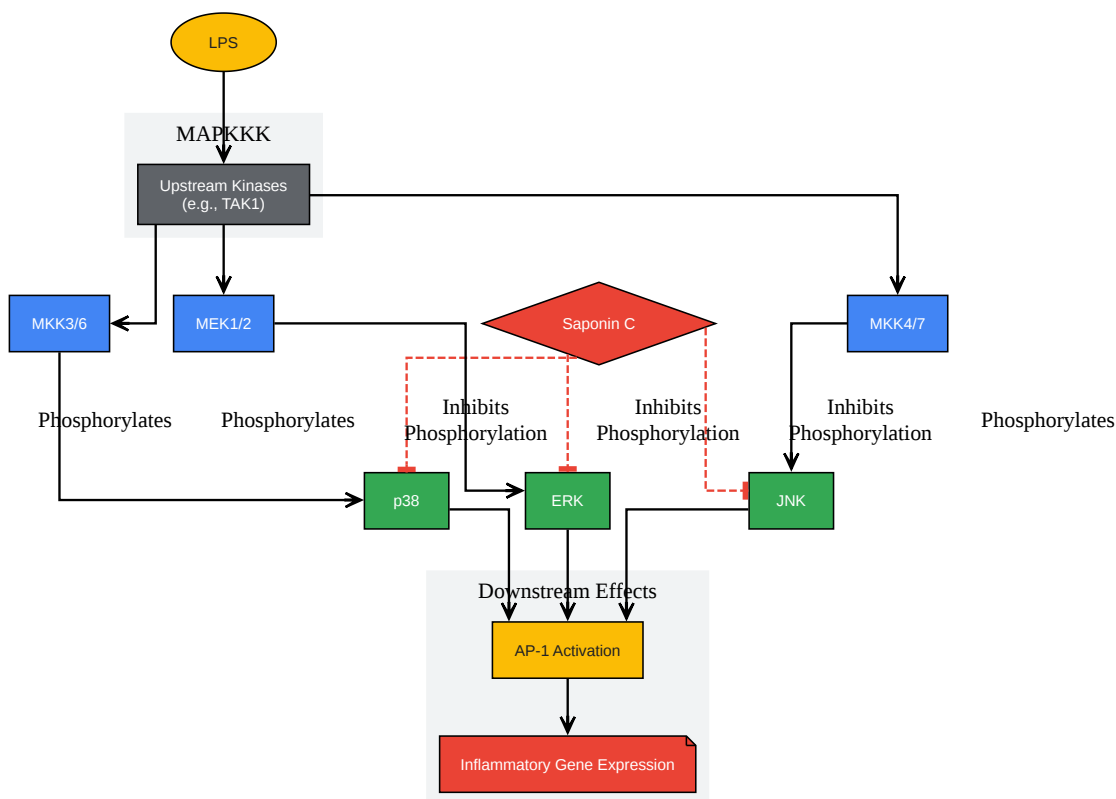 LPS
MAPKKK
Upstream Kinases
(e.g., TAK1)
MKK3/6
MEK1/2
Saponin C
MKK4/7
Phosphorylates
Phosphorylates
Inhibits
Phosphorylation
Inhibits
Phosphorylation
Inhibits
Phosphorylation
Phosphorylates
p38
ERK
JNK
Downstream Effects
AP-1 Activation
Inflammatory Gene Expression